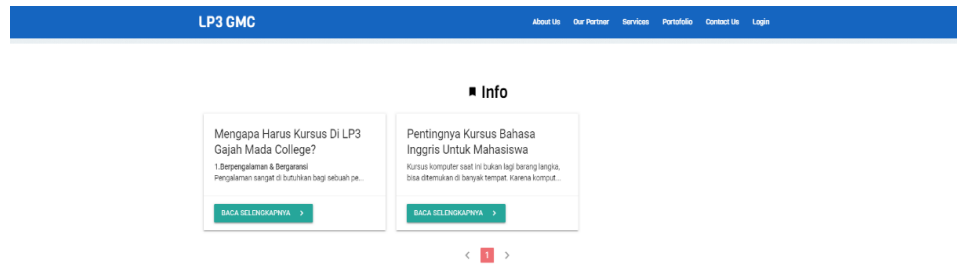 LP3 GMC
About Us Our Partner Services Portofolio Contact Us Login
Info
Mengapa Harus Kursus Di LP3
Gajah Mada College?
1.Berpengalaman & Bergaransi
Pengalaman sangat di butuhkan bagi sebuah pe...
BACA SELENGKAPNYA >
Pentingnya Kursus Bahasa
Inggris Untuk Mahasiswa
Kursus komputer saat ini bukan lagi barang langka,
bisa ditemukan di banyak tempat. Karena komput...
BACA SELENGKAPNYA >
< 1 >